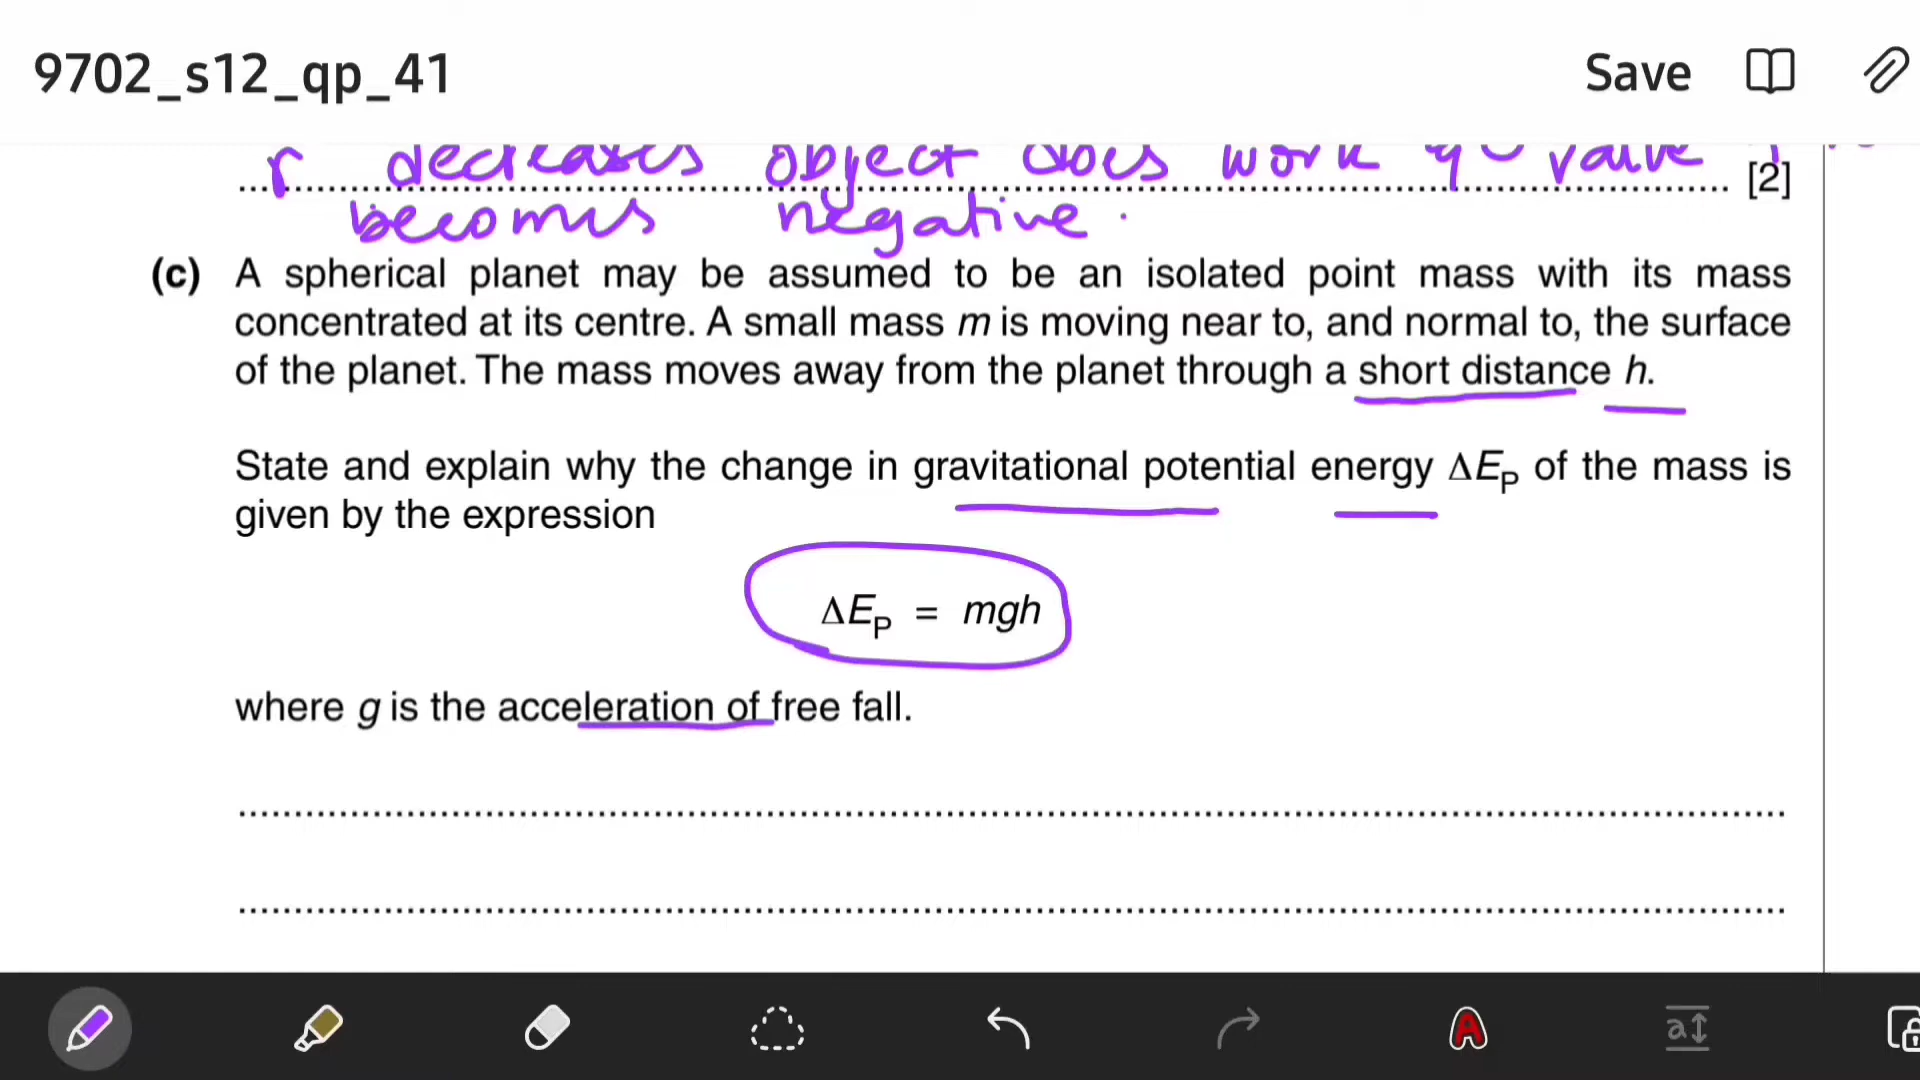 9702_s12_qp_41
Save
r decreases object does work value
[2]
becomes negative.
(c) A spherical planet may be assumed to be an isolated point mass with its mass
concentrated at its centre. A small mass m is moving near to, and normal to, the surface
of the planet. The mass moves away from the planet through a short distance h.
State and explain why the change in gravitational potential energy ΔEP of the mass is
given by the expression
ΔEP = mgh
where g is the acceleration of free fall.